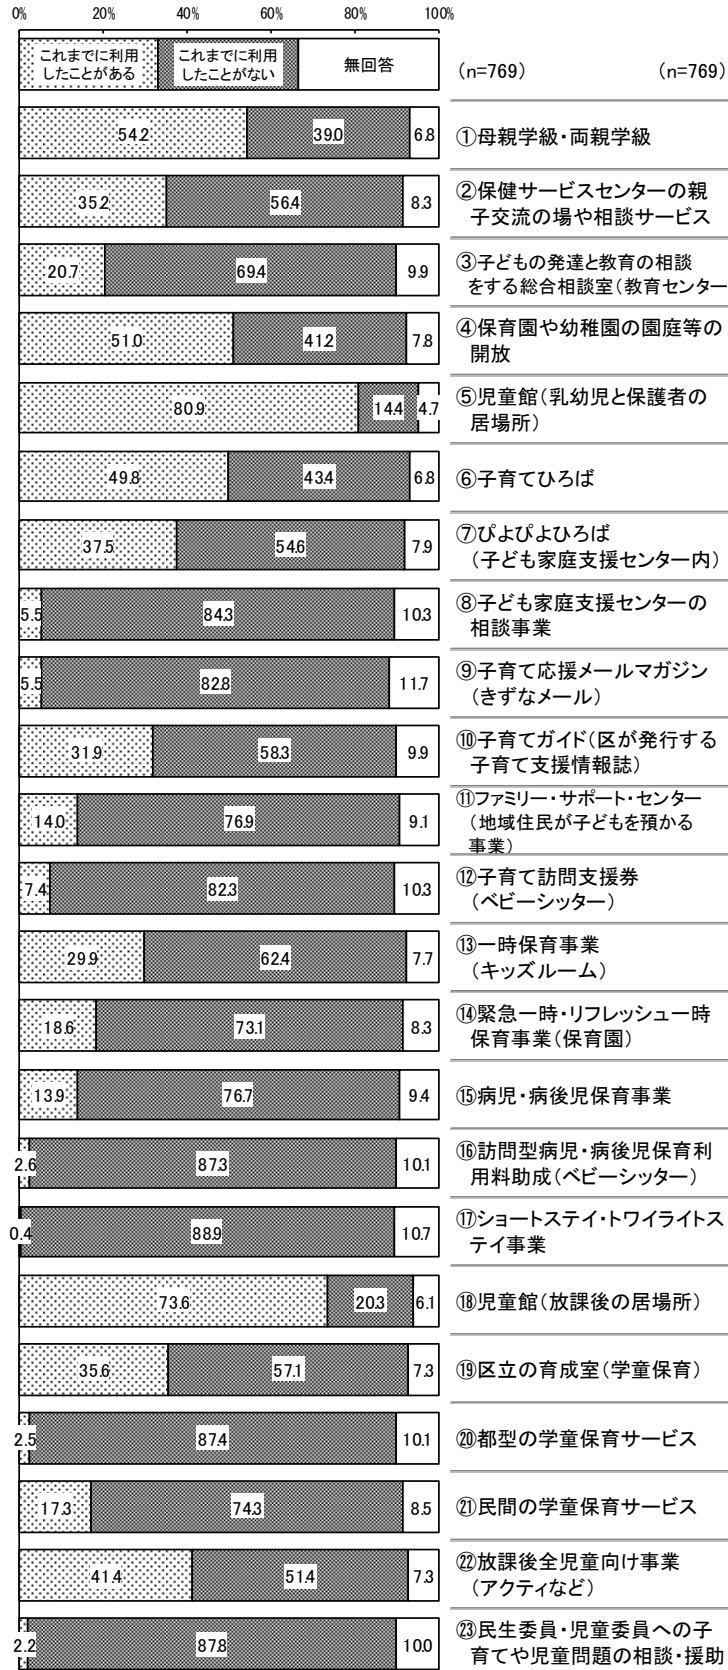 0% 20% 40% 60% 80% 100%
これまでに利用
したことがある
これまでに利用
したことがない
無回答
(n=769) (n=769)
54.2 39.0 6.8
①母親学級・両親学級
35.2 56.4 8.3
②保健サービスセンターの親
子交流の場や相談サービス
20.7 69.4 9.9
③子どもの発達と教育の相談
をする総合相談室(教育センター
51.0 41.2 7.8
④保育園や幼稚園の園庭等の
開放
80.9 14.4 4.7
⑤児童館(乳幼児と保護者の
居場所)
49.8 43.4 6.8
⑥子育てひろば
37.5 54.6 7.9
⑦ぴよぴよひろば
(子ども家庭支援センター内)
5.5 84.3 10.3
⑧子ども家庭支援センターの
相談事業
5.5 82.8 11.7
⑨子育て応援メールマガジン
(きずなメール)
31.9 58.3 9.9
⑩子育てガイド(区が発行する
子育て支援情報誌)
14.0 76.9 9.1
⑪ファミリー・サポート・センター
(地域住民が子どもを預かる
事業)
7.4 82.3 10.3
⑫子育て訪問支援券
(ベビーシッター)
29.9 62.4 7.7
⑬一時保育事業
(キッズルーム)
18.6 73.1 8.3
⑭緊急一時・リフレッシュ一時
保育事業(保育園)
13.9 76.7 9.4
⑮病児・病後児保育事業
2.6 87.3 10.1
⑯訪問型病児・病後児保育利
用料助成(ベビーシッター)
0.4 88.9 10.7
⑰ショートステイ・トワイライトス
テイ事業
73.6 20.3 6.1
⑱児童館(放課後の居場所)
35.6 57.1 7.3
⑲区立の育成室(学童保育)
2.5 87.4 10.1
⑳都型の学童保育サービス
17.3 74.3 8.5
㉑民間の学童保育サービス
41.4 51.4 7.3
㉒放課後全児童向け事業
(アクティなど)
2.2 87.8 10.0
㉓民生委員・児童委員への子
育てや児童問題の相談・援助